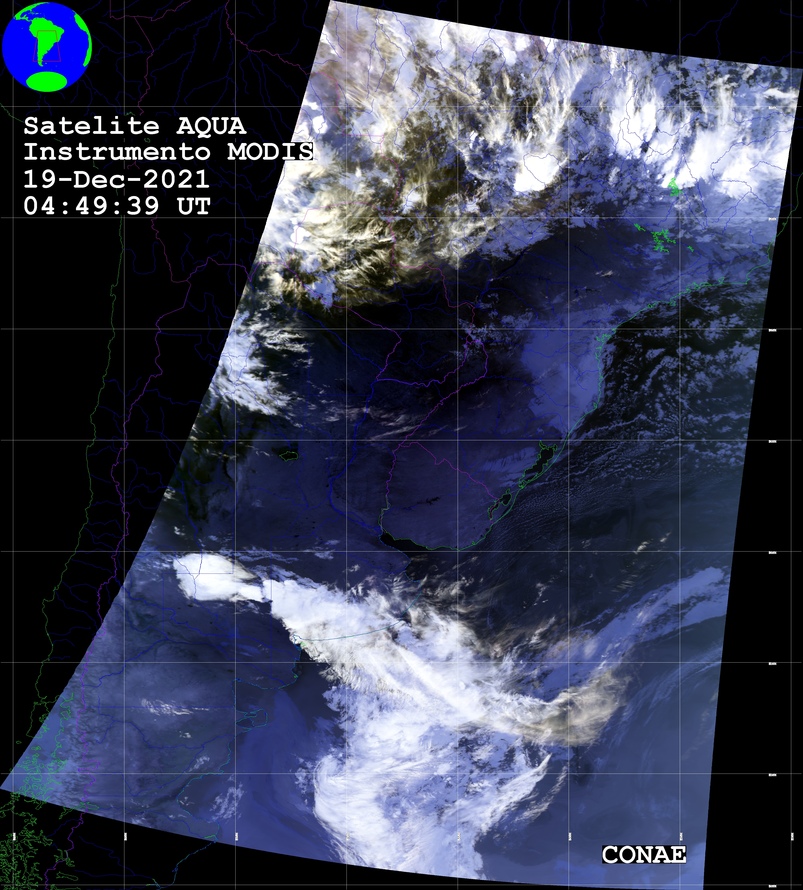 Satelite AQUA
Instrumento MODIS
19-Dec-2021
04:49:39 UT
CONAE